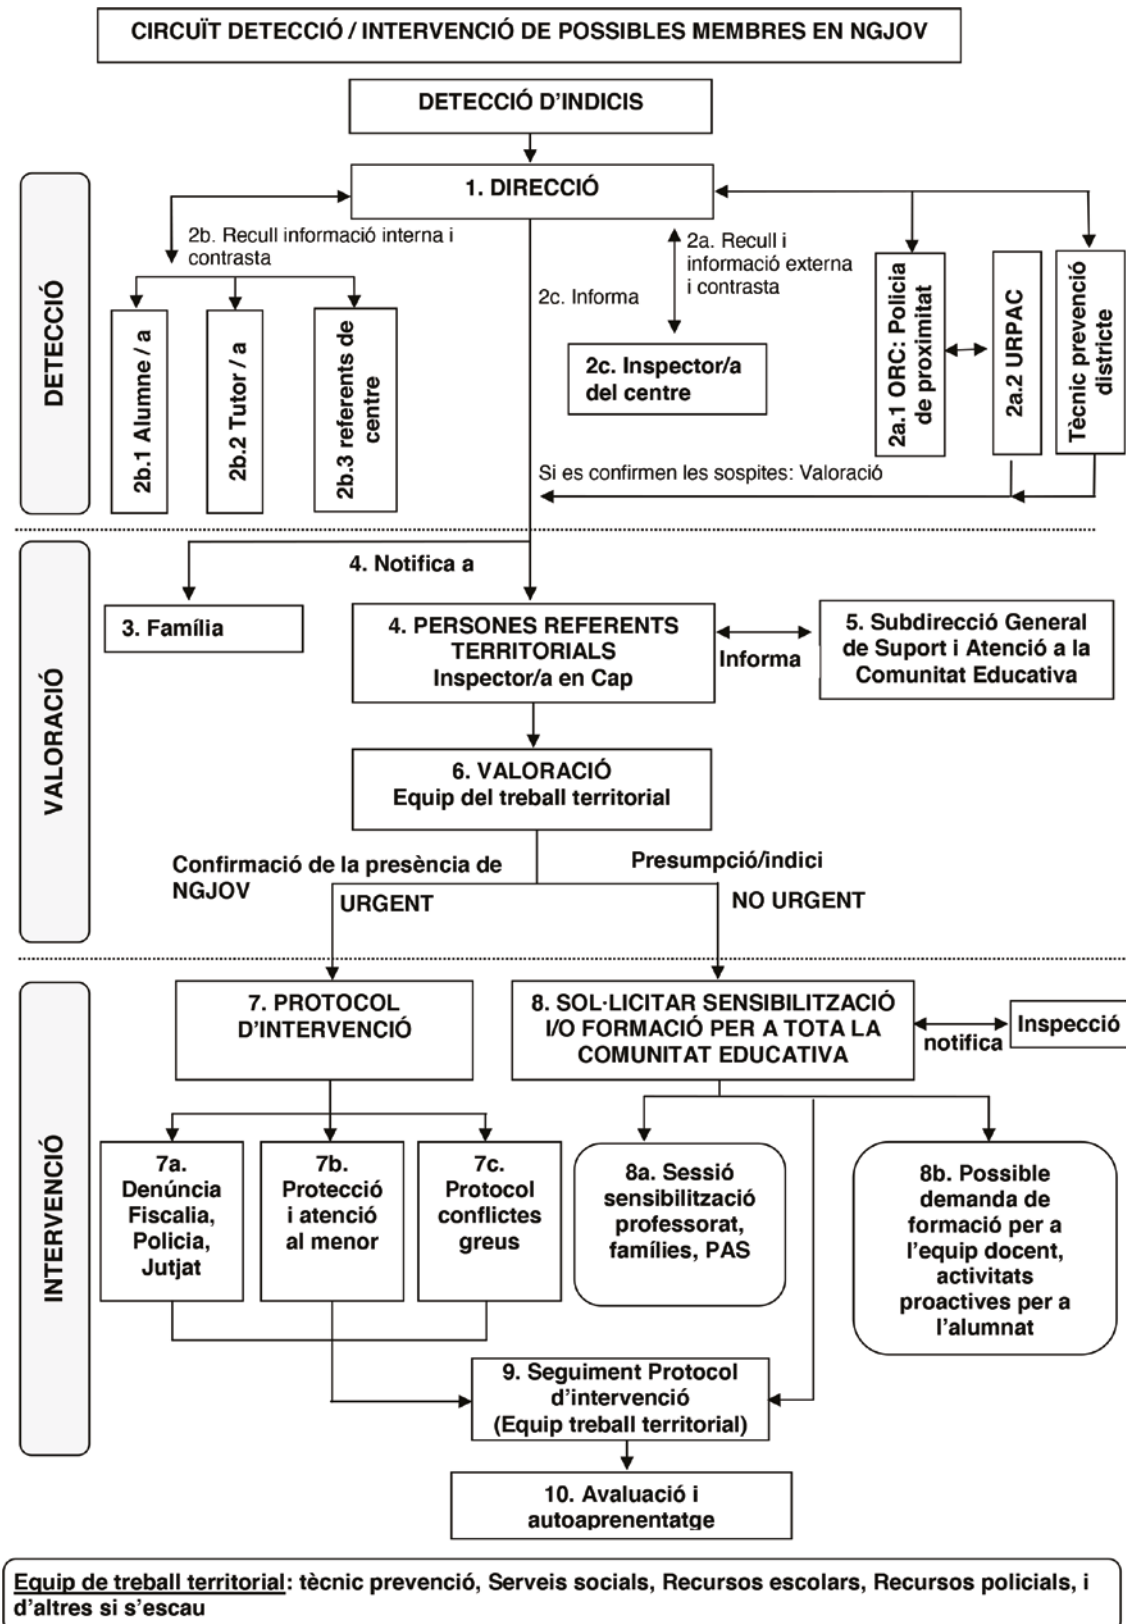 CIRCUÏT DETECCIÓ / INTERVENCIÓ DE POSSIBLES MEMBRES EN NGJOV
DETECCIÓ D'INDICIS
1. DIRECCIÓ
DETECCIÓ
2b. Recull informació interna i
contrasta
2b.1 Alumne / a
2b.2 Tutor / a
2b.3 referents de
centre
2c. Informa
2a. Recull i
informació externa
i contrasta
2c. Inspector/a
del centre
2a.1 ORC: Policia
de proximitat
2a.2 URPAC
Tècnic prevenció
districte
Si es confirmen les sospites: Valoració
VALORACIÓ
4. Notifica a
3. Família
4. PERSONES REFERENTS
TERRITORIALS
Inspector/a en Cap
Informa
5. Subdirecció General
de Suport i Atenció a la
Comunitat Educativa
6. VALORACIÓ
Equip del treball territorial
Confirmació de la presència de
NGJOV
URGENT
Presumpció/indici
NO URGENT
INTERVENCIÓ
7. PROTOCOL
D'INTERVENCIÓ
8. SOL·LICITAR SENSIBILITZACIÓ
I/O FORMACIÓ PER A TOTA LA
COMUNITAT EDUCATIVA
notifica
Inspecció
7a.
Denúncia
Fiscalia,
Policia,
Jutjat
7b.
Protecció
i atenció
al menor
7c.
Protocol
conflictes
greus
8a. Sessió
sensibilització
professorat,
famílies, PAS
8b. Possible
demanda de
formació per a
l'equip docent,
activitats
proactives per a
l'alumnat
9. Seguiment Protocol
d'intervenció
(Equip treball territorial)
10. Avaluació i
autoaprenentatge
Equip de treball territorial: tècnic prevenció, Serveis socials, Recursos escolars, Recursos policials, i
d'altres si s'escau